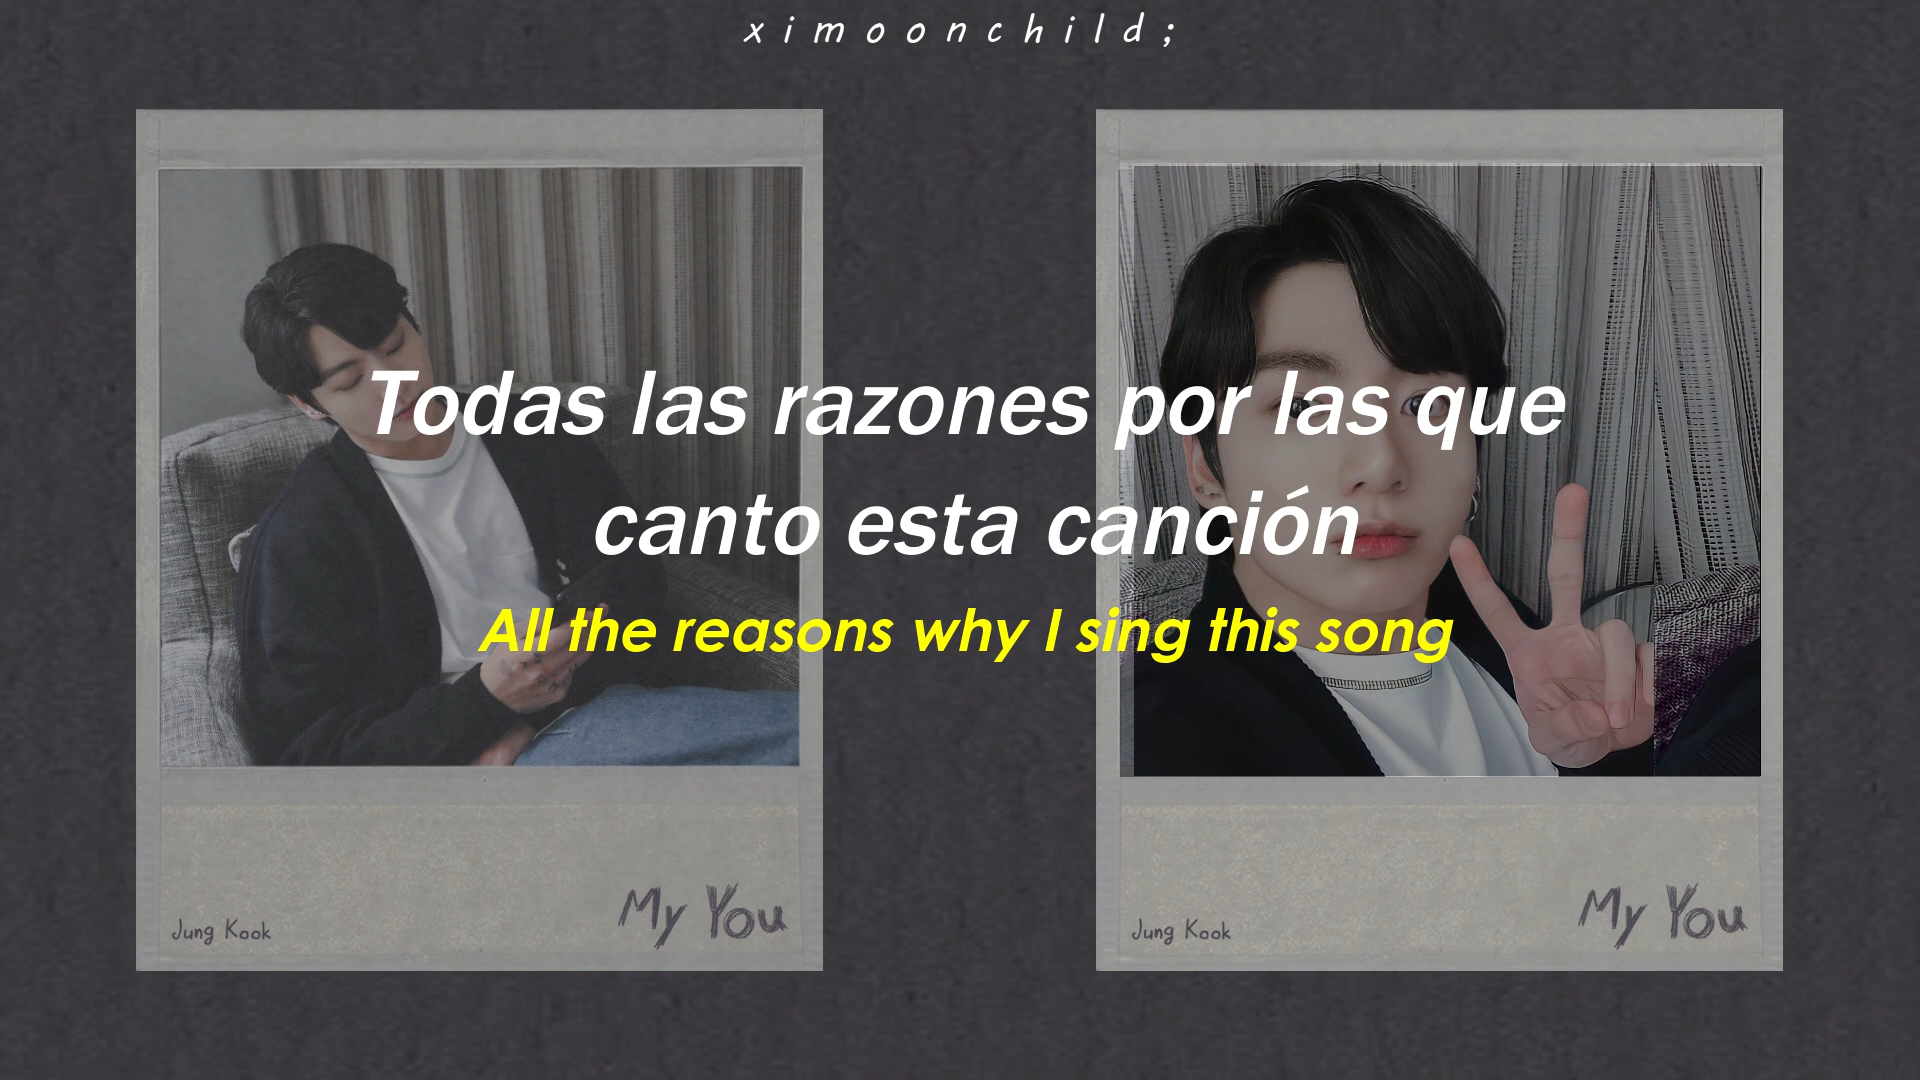 ximoonchild;
Todas las razones por las que
canto esta canción
All the reasons why I sing this song
Jung Kook
My You
Jung Kook
My You